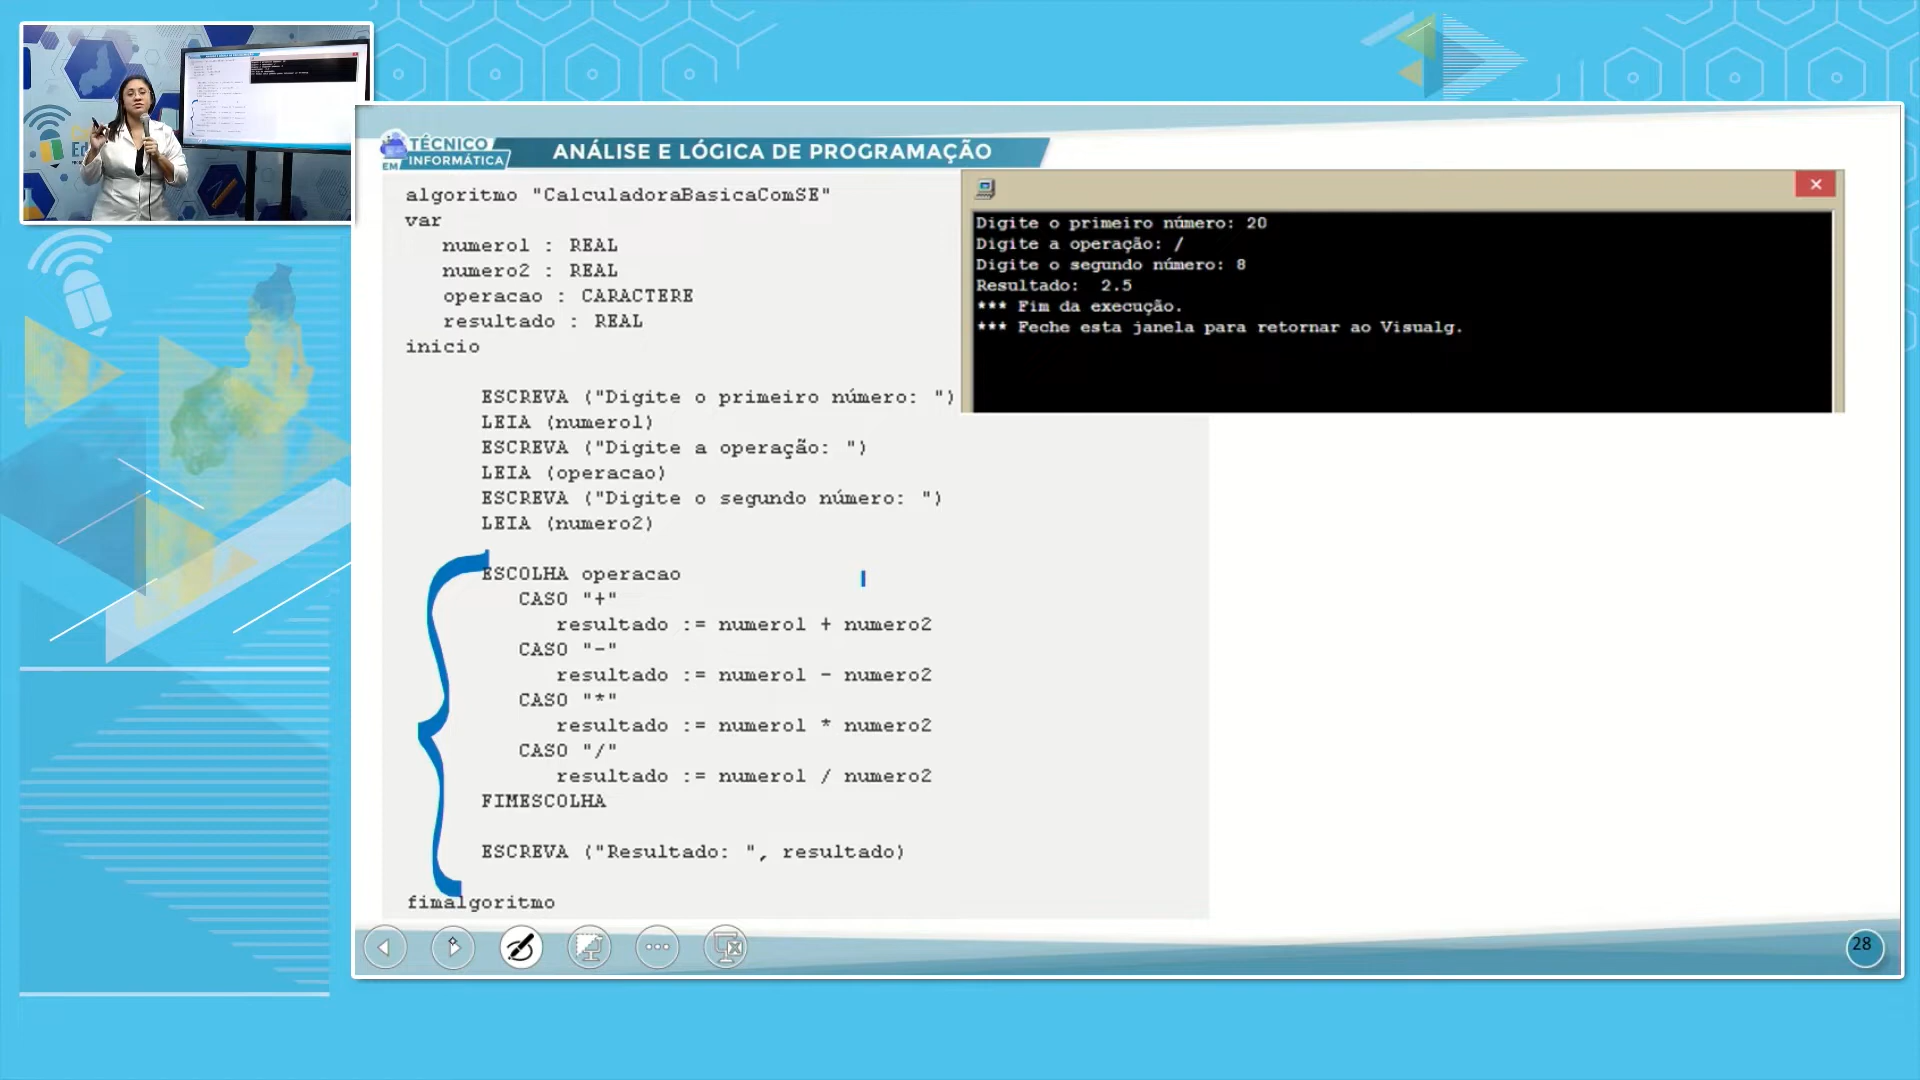 TÉCNICO
EM INFORMÁTICA
ANÁLISE E LÓGICA DE PROGRAMAÇÃO
algoritmo "CalculadoraBasicaComSE"
var
numero1 : REAL
numero2 : REAL
operacao : CARACTERE
resultado : REAL
inicio
ESCREVA ("Digite o primeiro número: ")
LEIA (numero1)
ESCREVA ("Digite a operação: ")
LEIA (operacao)
ESCREVA ("Digite o segundo número: ")
LEIA (numero2)
ESCOLHA operacao
CASO "+"
resultado := numero1 + numero2
CASO "-"
resultado := numero1 - numero2
CASO "*"
resultado := numero1 * numero2
CASO "/"
resultado := numero1 / numero2
FIMESCOLHA
ESCREVA ("Resultado: ", resultado)
fimalgoritmo
Digite o primeiro número: 20
Digite a operação: /
Digite o segundo número: 8
Resultado:  2.5
*** Fim da execução.
*** Feche esta janela para retornar ao Visualg.
28